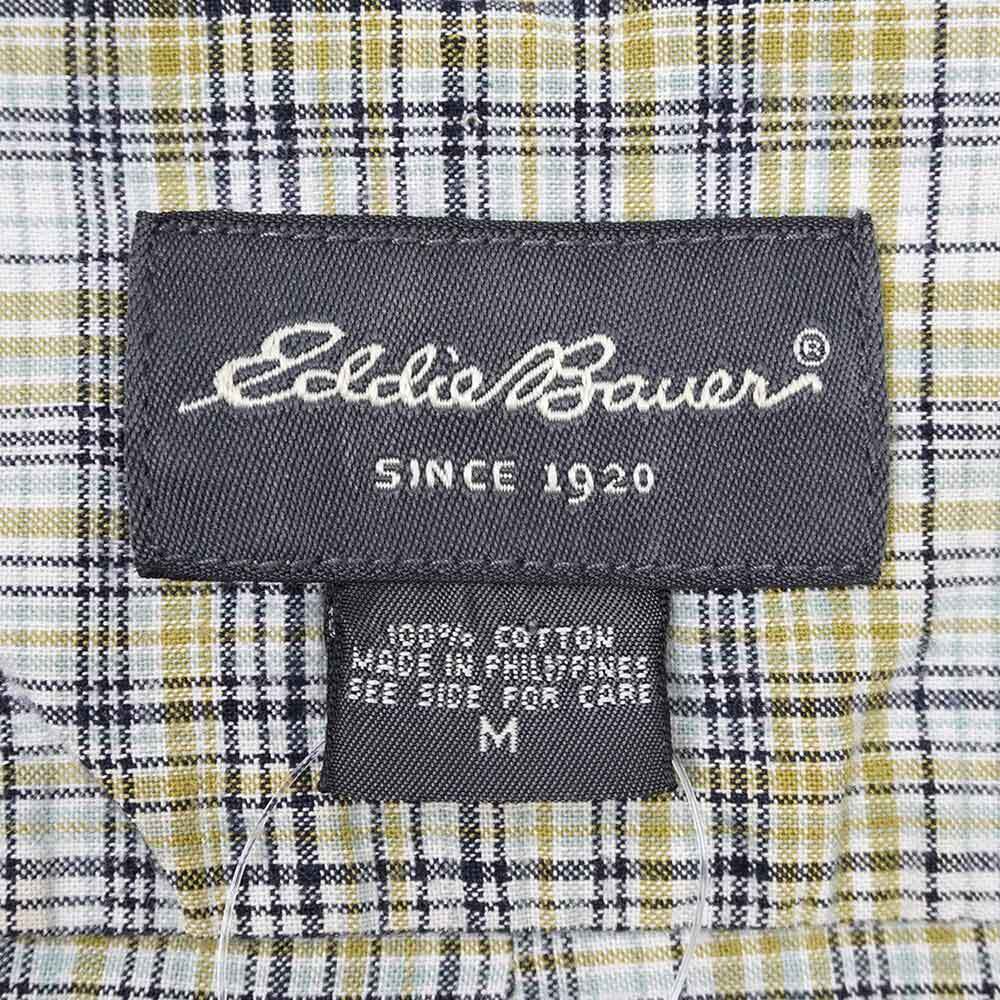 Eddie Bauer®
SINCE 1920
100% COTTON
MADE IN PHILIPPINES
SEE SIDE FOR CARE
M